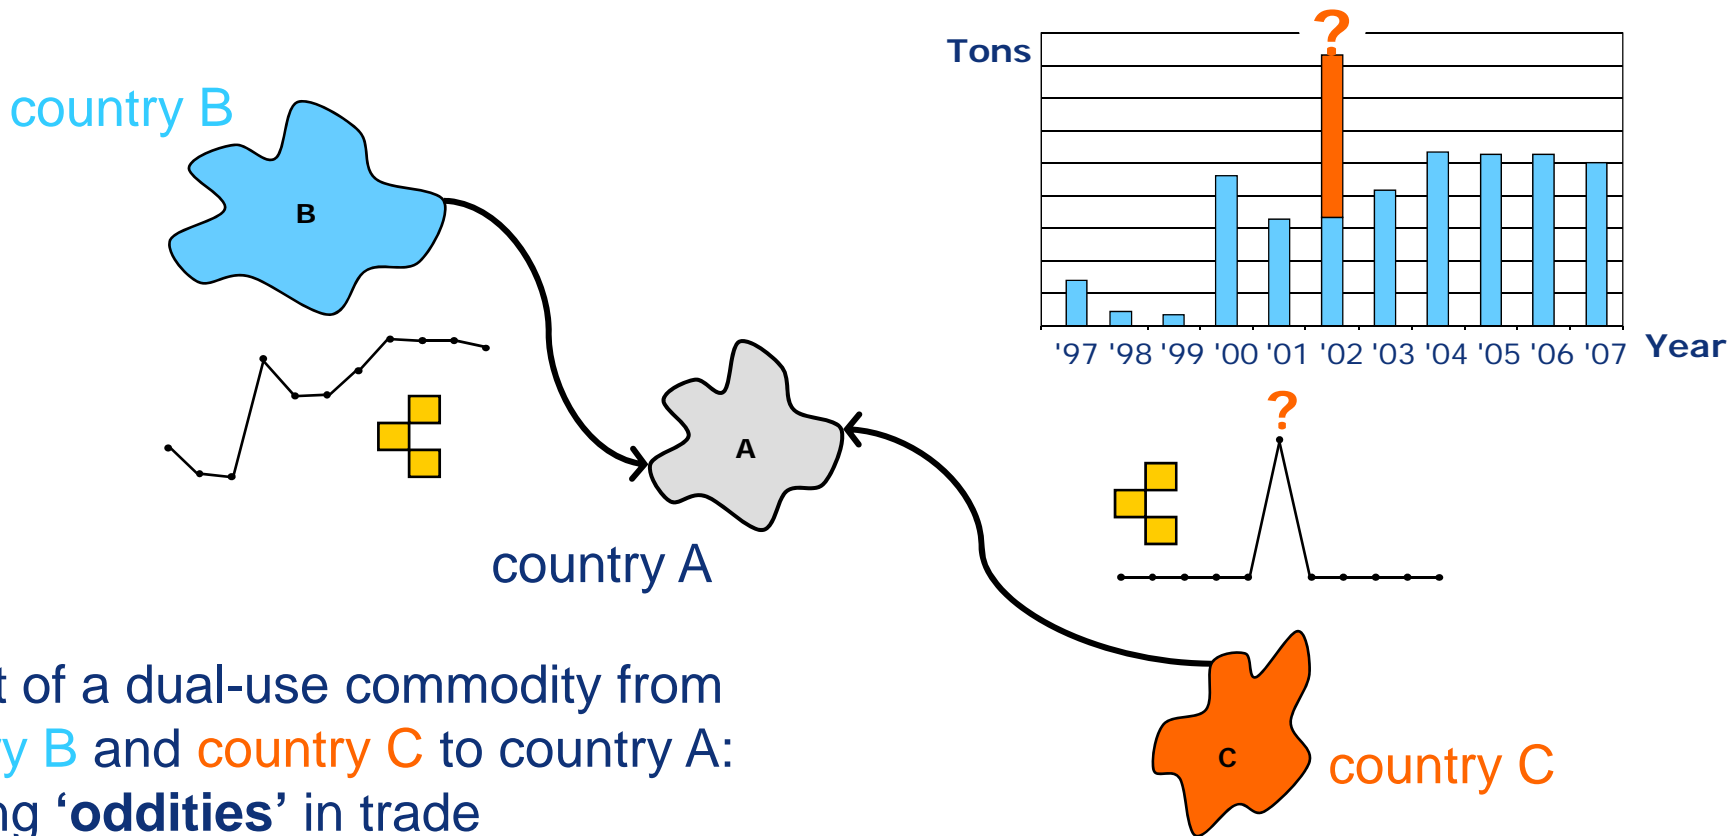 ?
Tons
country B
B
'97 '98 '99 '00 '01 '02 '03 '04 '05 '06 '07
Year
?
A
country A
t of a dual-use commodity from
y B and country C to country A:
ng ‘oddities’ in trade
C
country C